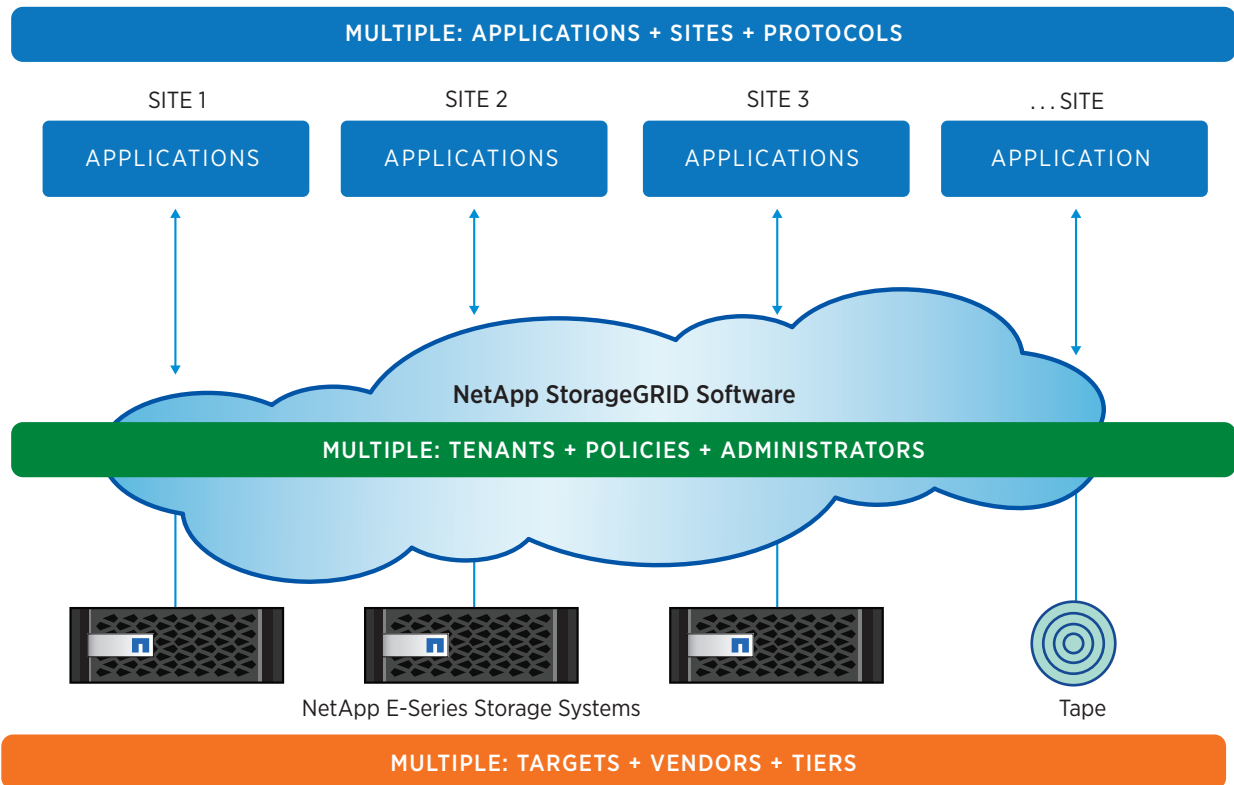 MULTIPLE: APPLICATIONS + SITES + PROTOCOLS
SITE 1
SITE 2
SITE 3
...SITE
APPLICATIONS
APPLICATIONS
APPLICATIONS
APPLICATION
NetApp StorageGRID Software
MULTIPLE: TENANTS + POLICIES + ADMINISTRATORS
NetApp E-Series Storage Systems
Tape
MULTIPLE: TARGETS + VENDORS + TIERS